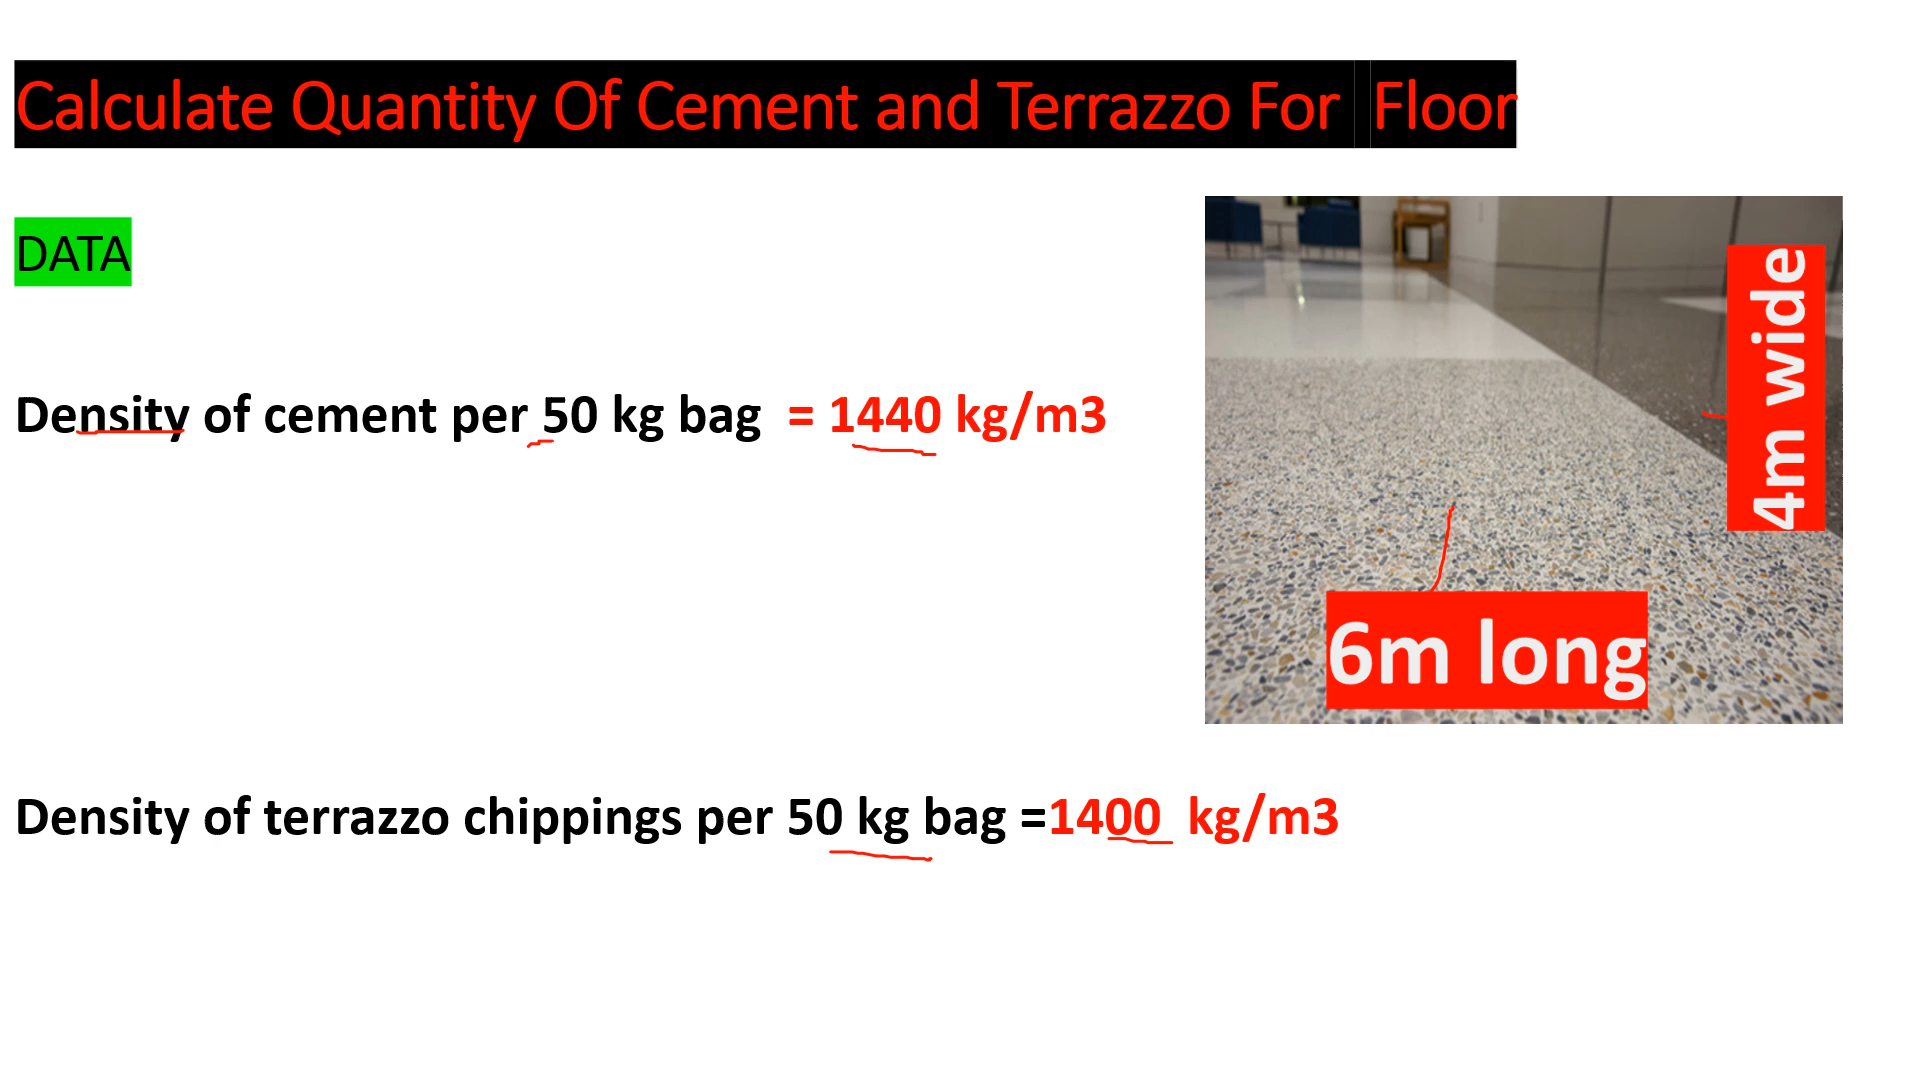 Calculate Quantity Of Cement and Terrazzo For Floor
DATA
Density of cement per 50 kg bag = 1440 kg/m3
4m wide
6m long
Density of terrazzo chippings per 50 kg bag =1400 kg/m3